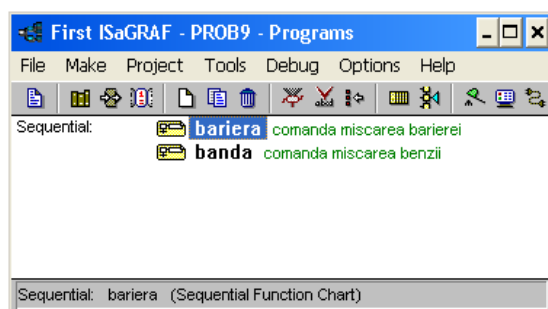 First ISaGRAF - PROB9 - Programs
File Make Project Tools Debug Options Help
Sequential: bariera comanda miscarea barierei
banda comanda miscarea benzii
Sequential: bariera (Sequential Function Chart)